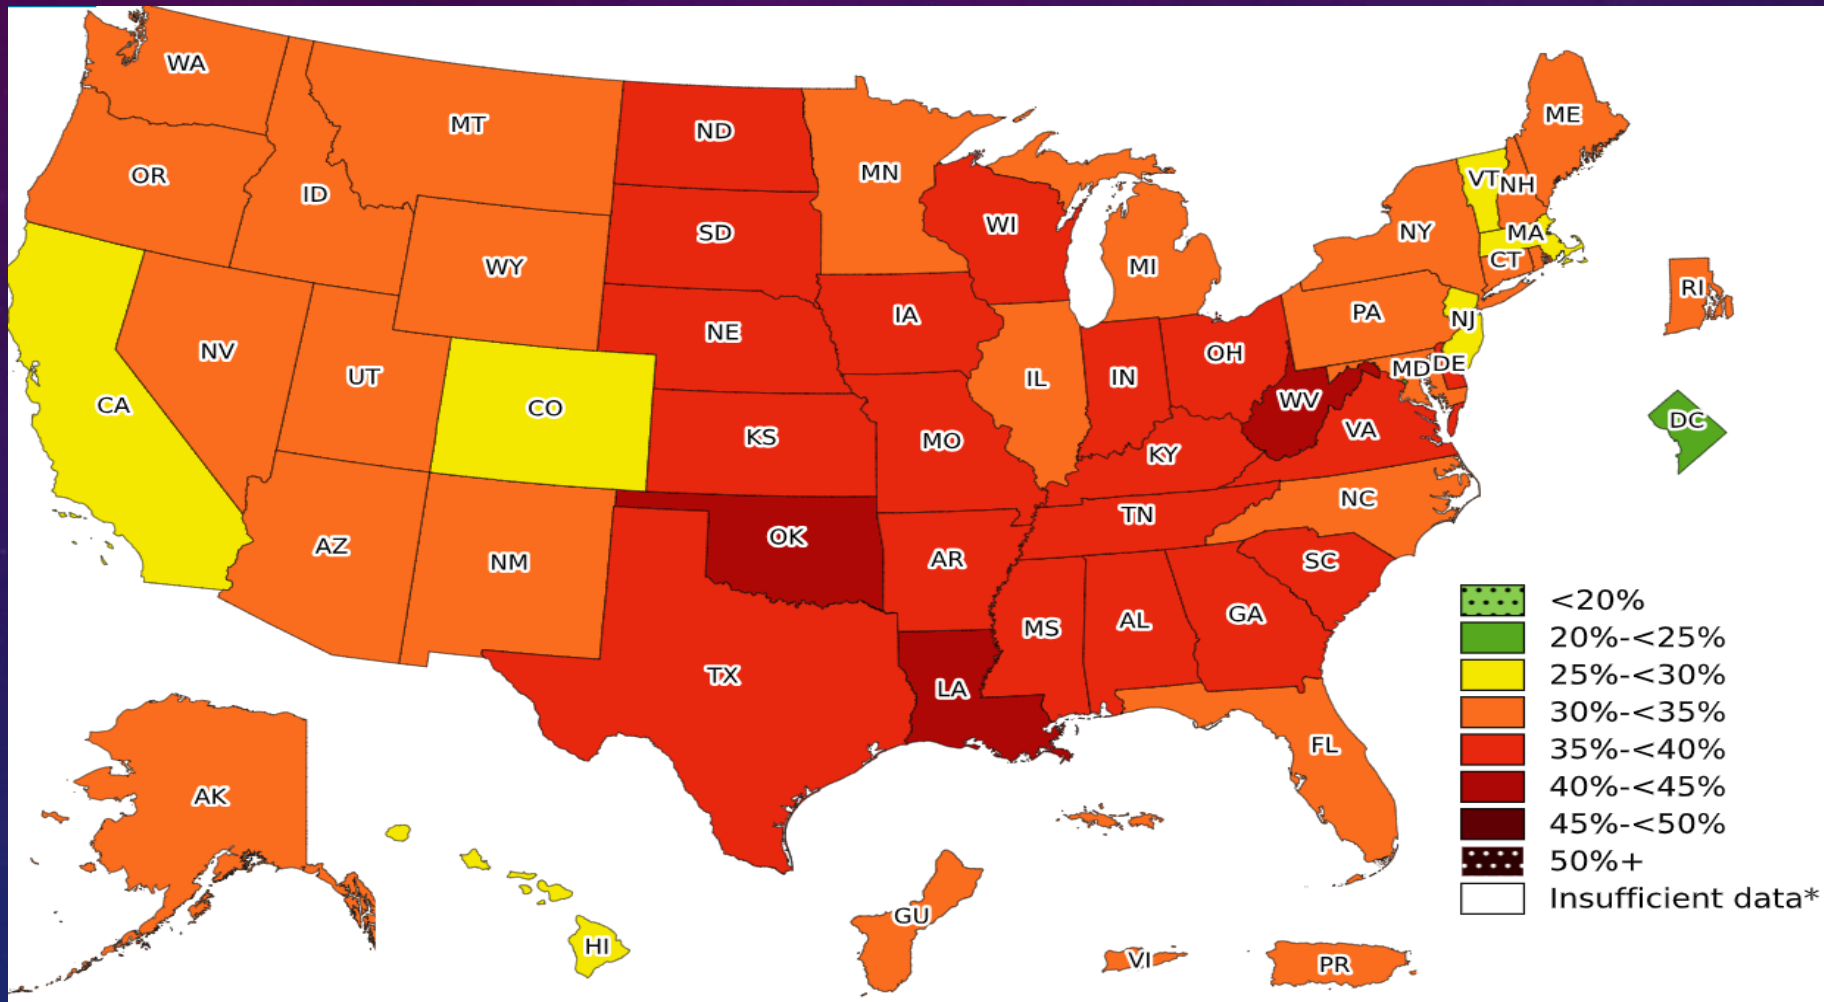 WA
MT
ND
ME
OR
ID
MN
VT
NH
SD
WI
NY
MA
WY
MI
CT
RI
NE
IA
PA
NJ
NV
UT
OH
MD
DE
CA
CO
IL
IN
WV
DC
KS
MO
KY
VA
NC
TN
AZ
NM
OK
AR
SC
MS
AL
GA
TX
LA
FL
AK
HI
GU
VI
PR
<20%
20%-<25%
25%-<30%
30%-<35%
35%-<40%
40%-<45%
45%-<50%
50%+
Insufficient data*